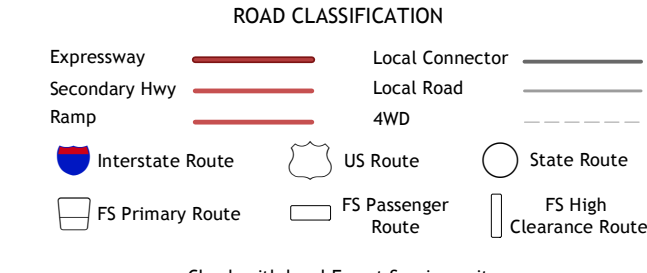 ROAD CLASSIFICATION
Expressway
Local Connector
Secondary Hwy
Local Road
Ramp
4WD
Interstate Route
US Route
State Route
FS Primary Route
FS Passenger
Route
FS High
Clearance Route